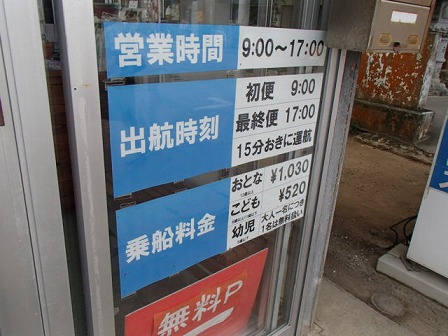 営業時間 9:00～17:00
出航時刻
初便 9:00
最終便 17:00
15分おきに運航
乗船料金
おとな ¥1,030
こども ¥520
幼児 大人一名につき
1名は無料扱い
無料P